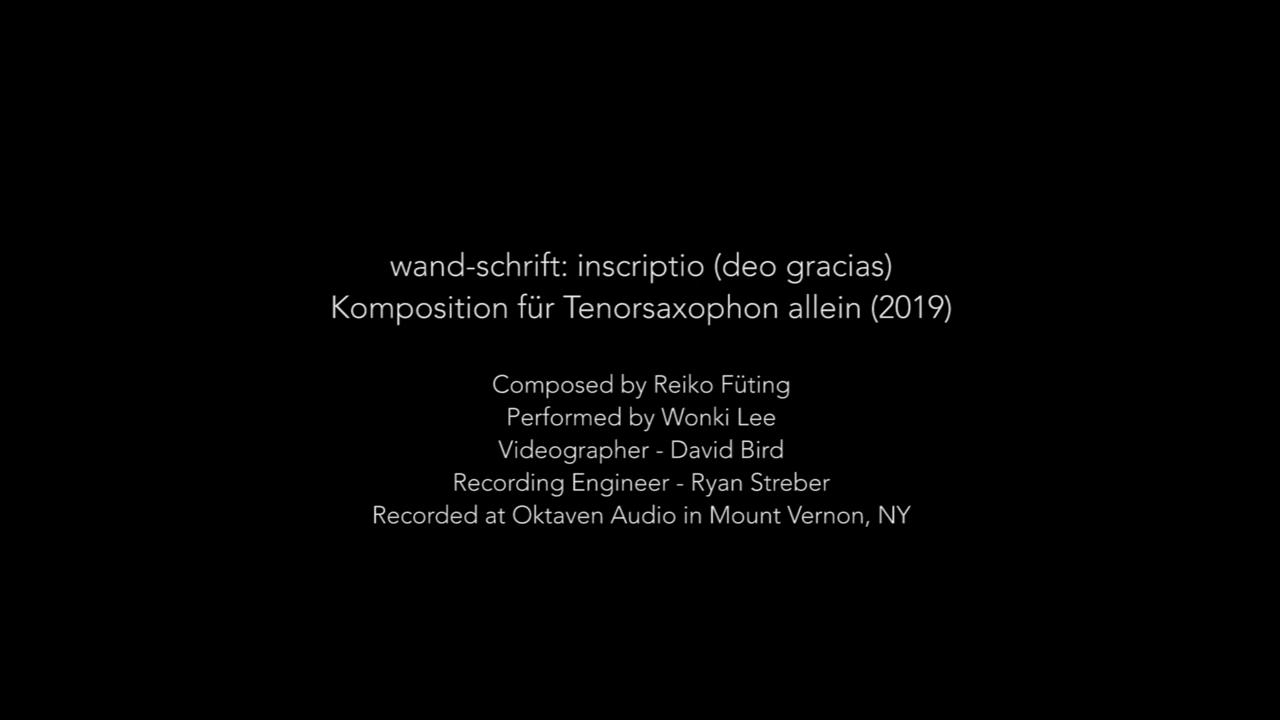 wand-schrift: inscriptio (deo gracias)
Komposition für Tenorsaxophon allein (2019)
Composed by Reiko Füting
Performed by Wonki Lee
Videographer - David Bird
Recording Engineer - Ryan Streber
Recorded at Oktaven Audio in Mount Vernon, NY